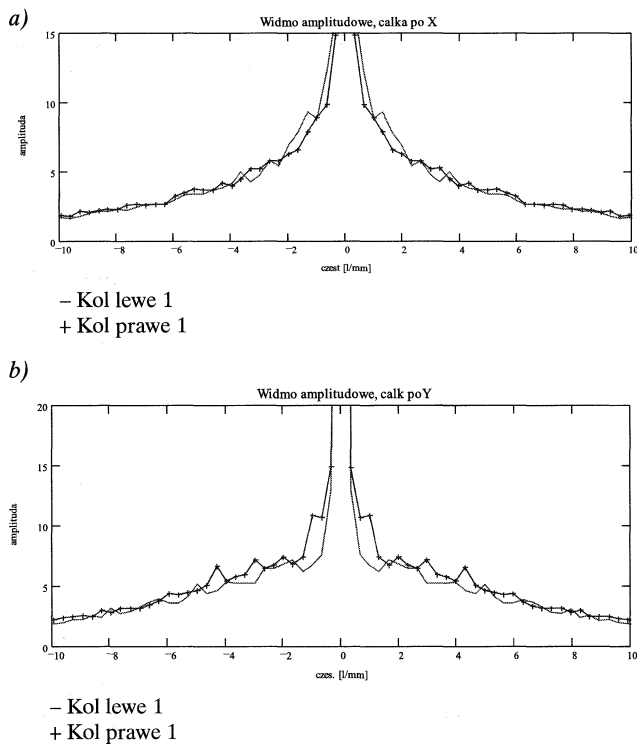 a)
Widmo amplitudowe, calka po X
15
10
5
0
amplituda
−10 −8 −6 −4 −2 0 2 4 6 8 10
czest [l/mm]
− Kol lewe 1
+ Kol prawe 1
b)
Widmo amplitudowe, calk poY
20
15
10
5
0
amplituda
−10 −8 −6 −4 −2 0 2 4 6 8 10
czes. [l/mm]
− Kol lewe 1
+ Kol prawe 1